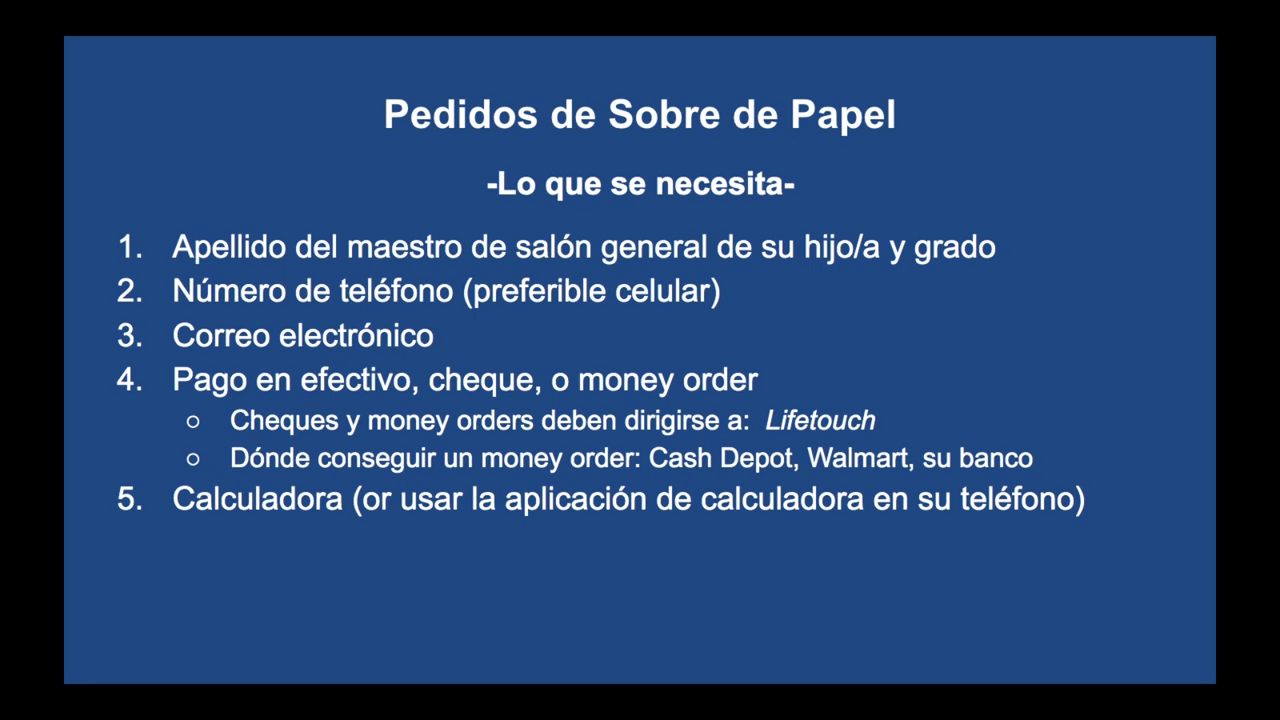 Pedidos de Sobre de Papel
-Lo que se necesita-
1. Apellido del maestro de salón general de su hijo/a y grado
2. Número de teléfono (preferible celular)
3. Correo electrónico
4. Pago en efectivo, cheque, o money order
○ Cheques y money orders deben dirigirse a: Lifetouch
○ Dónde conseguir un money order: Cash Depot, Walmart, su banco
5. Calculadora (or usar la aplicación de calculadora en su teléfono)